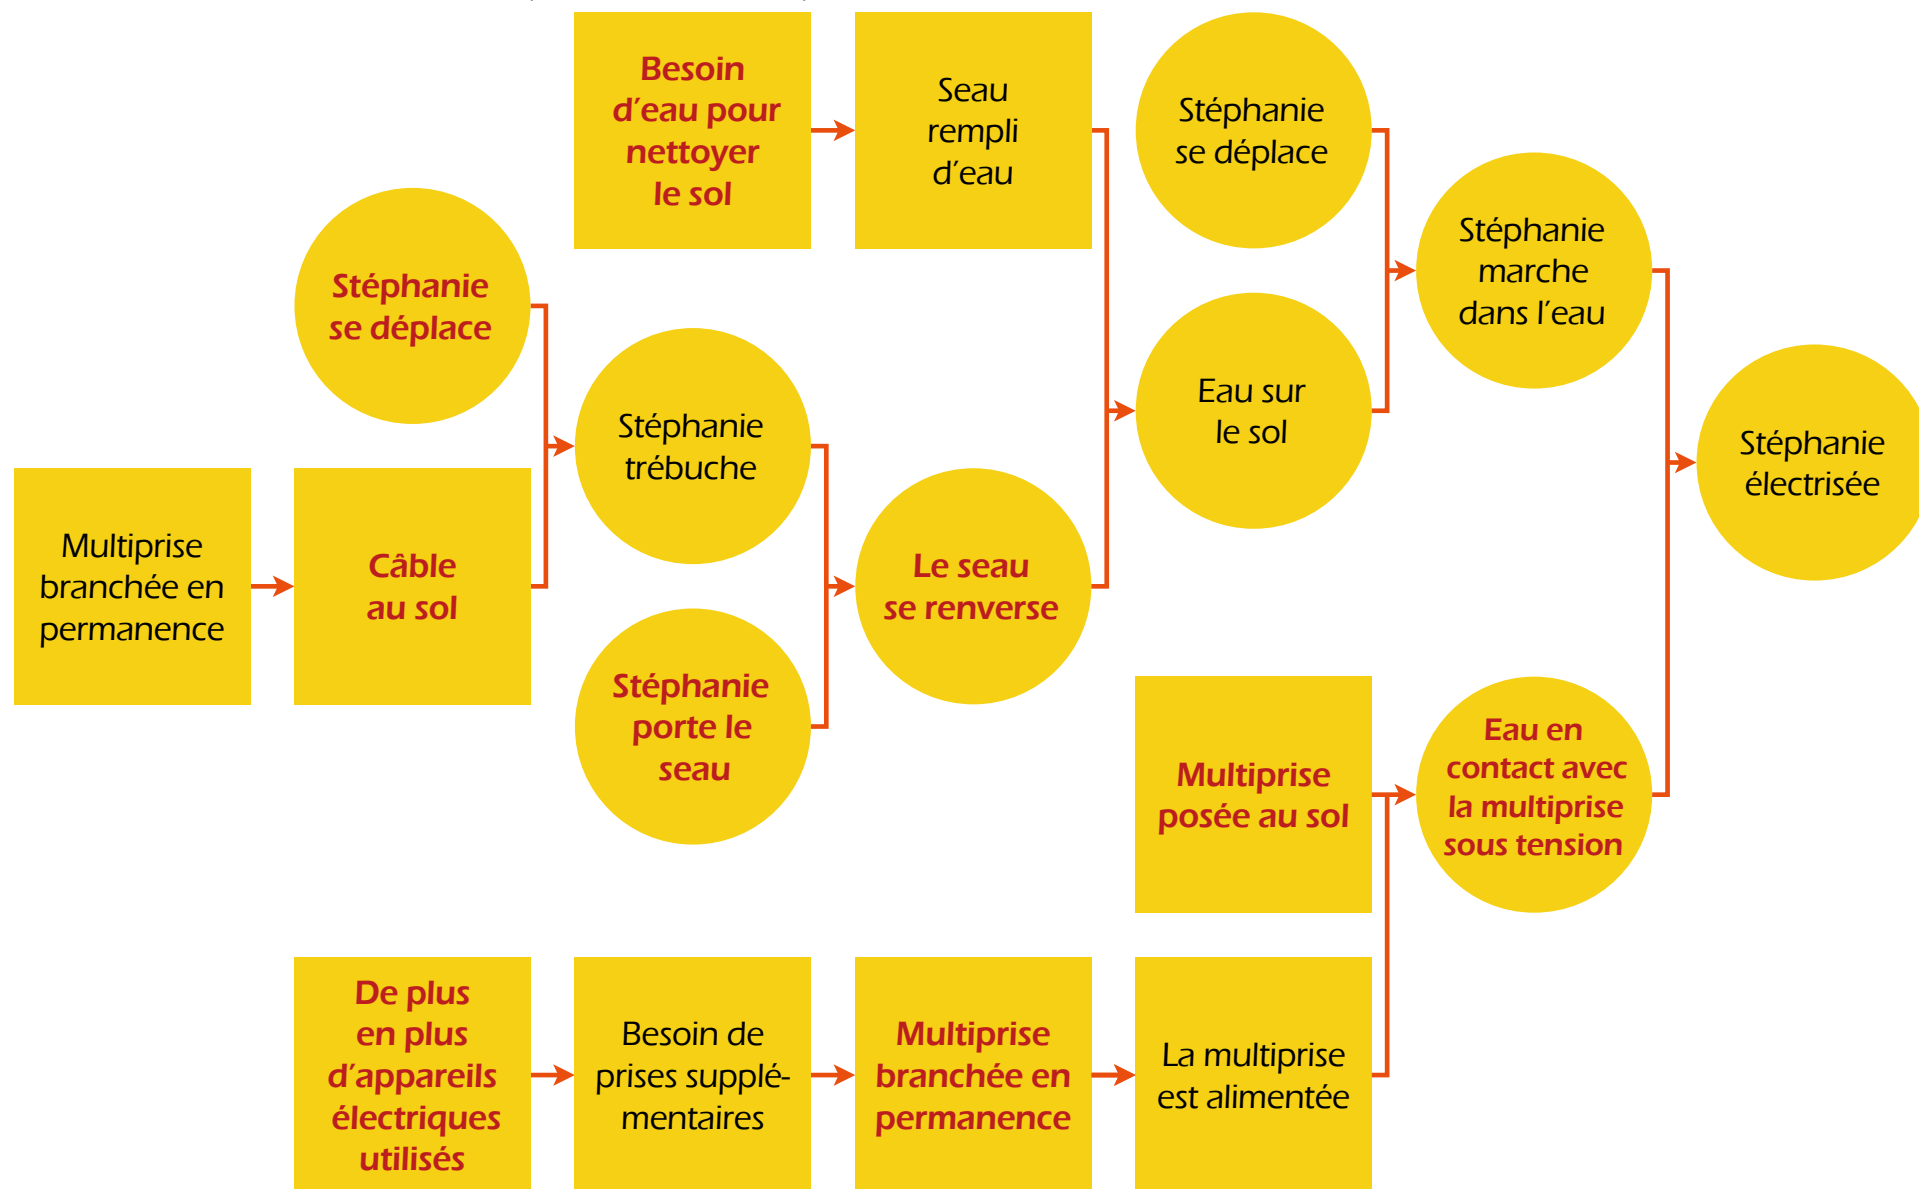 Besoin
d’eau pour
nettoyer
le sol
Seau
rempli
d’eau
Stéphanie
se déplace
Stéphanie
se déplace
Stéphanie
marche
dans l’eau
Stéphanie
trébuche
Eau sur
le sol
Stéphanie
électrisée
Multiprise
branchée en
permanence
Câble
au sol
Le seau
se renverse
Stéphanie
porte le
seau
Multiprise
posée au sol
Eau en
contact avec
la multiprise
sous tension
De plus
en plus
d’appareils
électriques
utilisés
Besoin de
prises supplé-
mentaires
Multiprise
branchée en
permanence
La multiprise
est alimentée